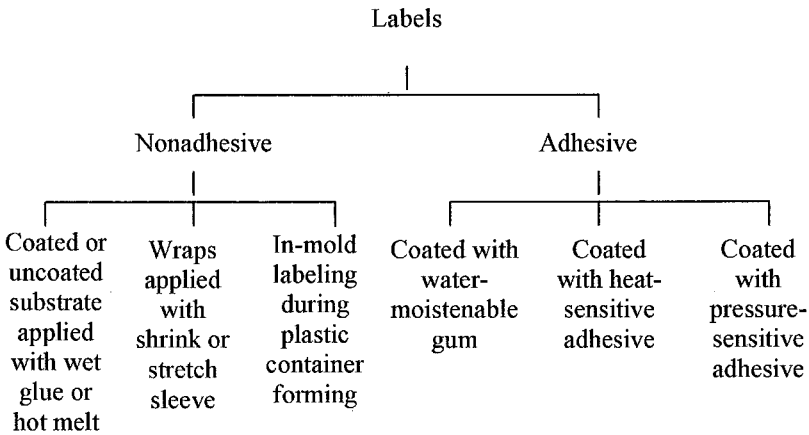 Labels
Nonadhesive
Adhesive
Coated or
uncoated
substrate
applied
with wet
glue or
hot melt
Wraps
applied
with
shrink or
stretch
sleeve
In-mold
labeling
during
plastic
container
forming
Coated with
water-
moistenable
gum
Coated
with heat-
sensitive
adhesive
Coated
with
pressure-
sensitive
adhesive